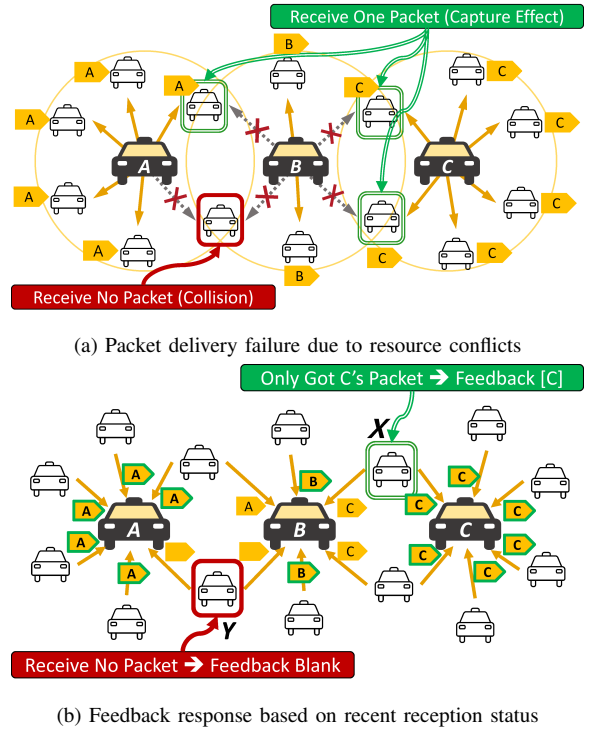 Receive One Packet (Capture Effect)
B
A
A
C
C
A
C
A
B
C
A
C
A
C
A
B
C
C
Receive No Packet (Collision)
(a) Packet delivery failure due to resource conflicts
Only Got C's Packet ➔ Feedback [C]
X
A
B
C
A
A
A
C
C
C
A
B
C
A
C
C
C
A
B
C
Y
Receive No Packet ➔ Feedback Blank
(b) Feedback response based on recent reception status